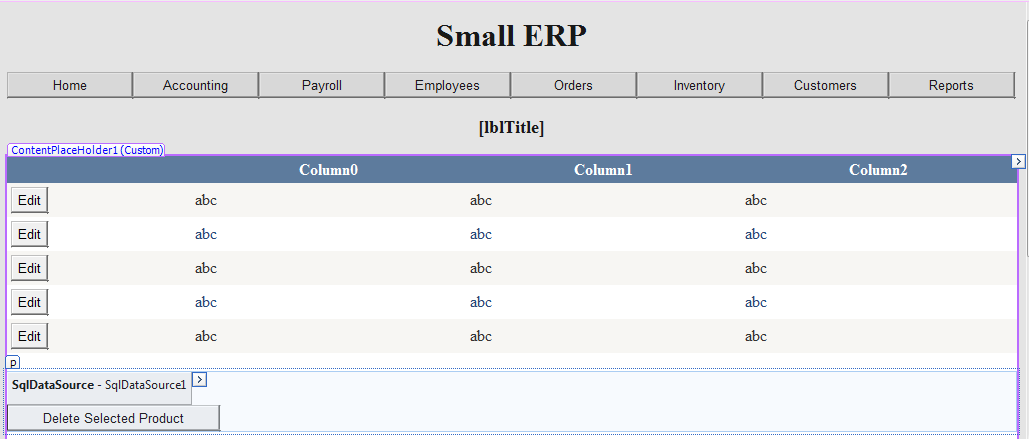 Small ERP
Home Accounting Payroll Employees Orders Inventory Customers Reports
[lblTitle]
ContentPlaceHolder1 (Custom)
Column0 Column1 Column2
Edit abc abc abc
Edit abc abc abc
Edit abc abc abc
Edit abc abc abc
Edit abc abc abc
p
SqlDataSource - SqlDataSource1
Delete Selected Product